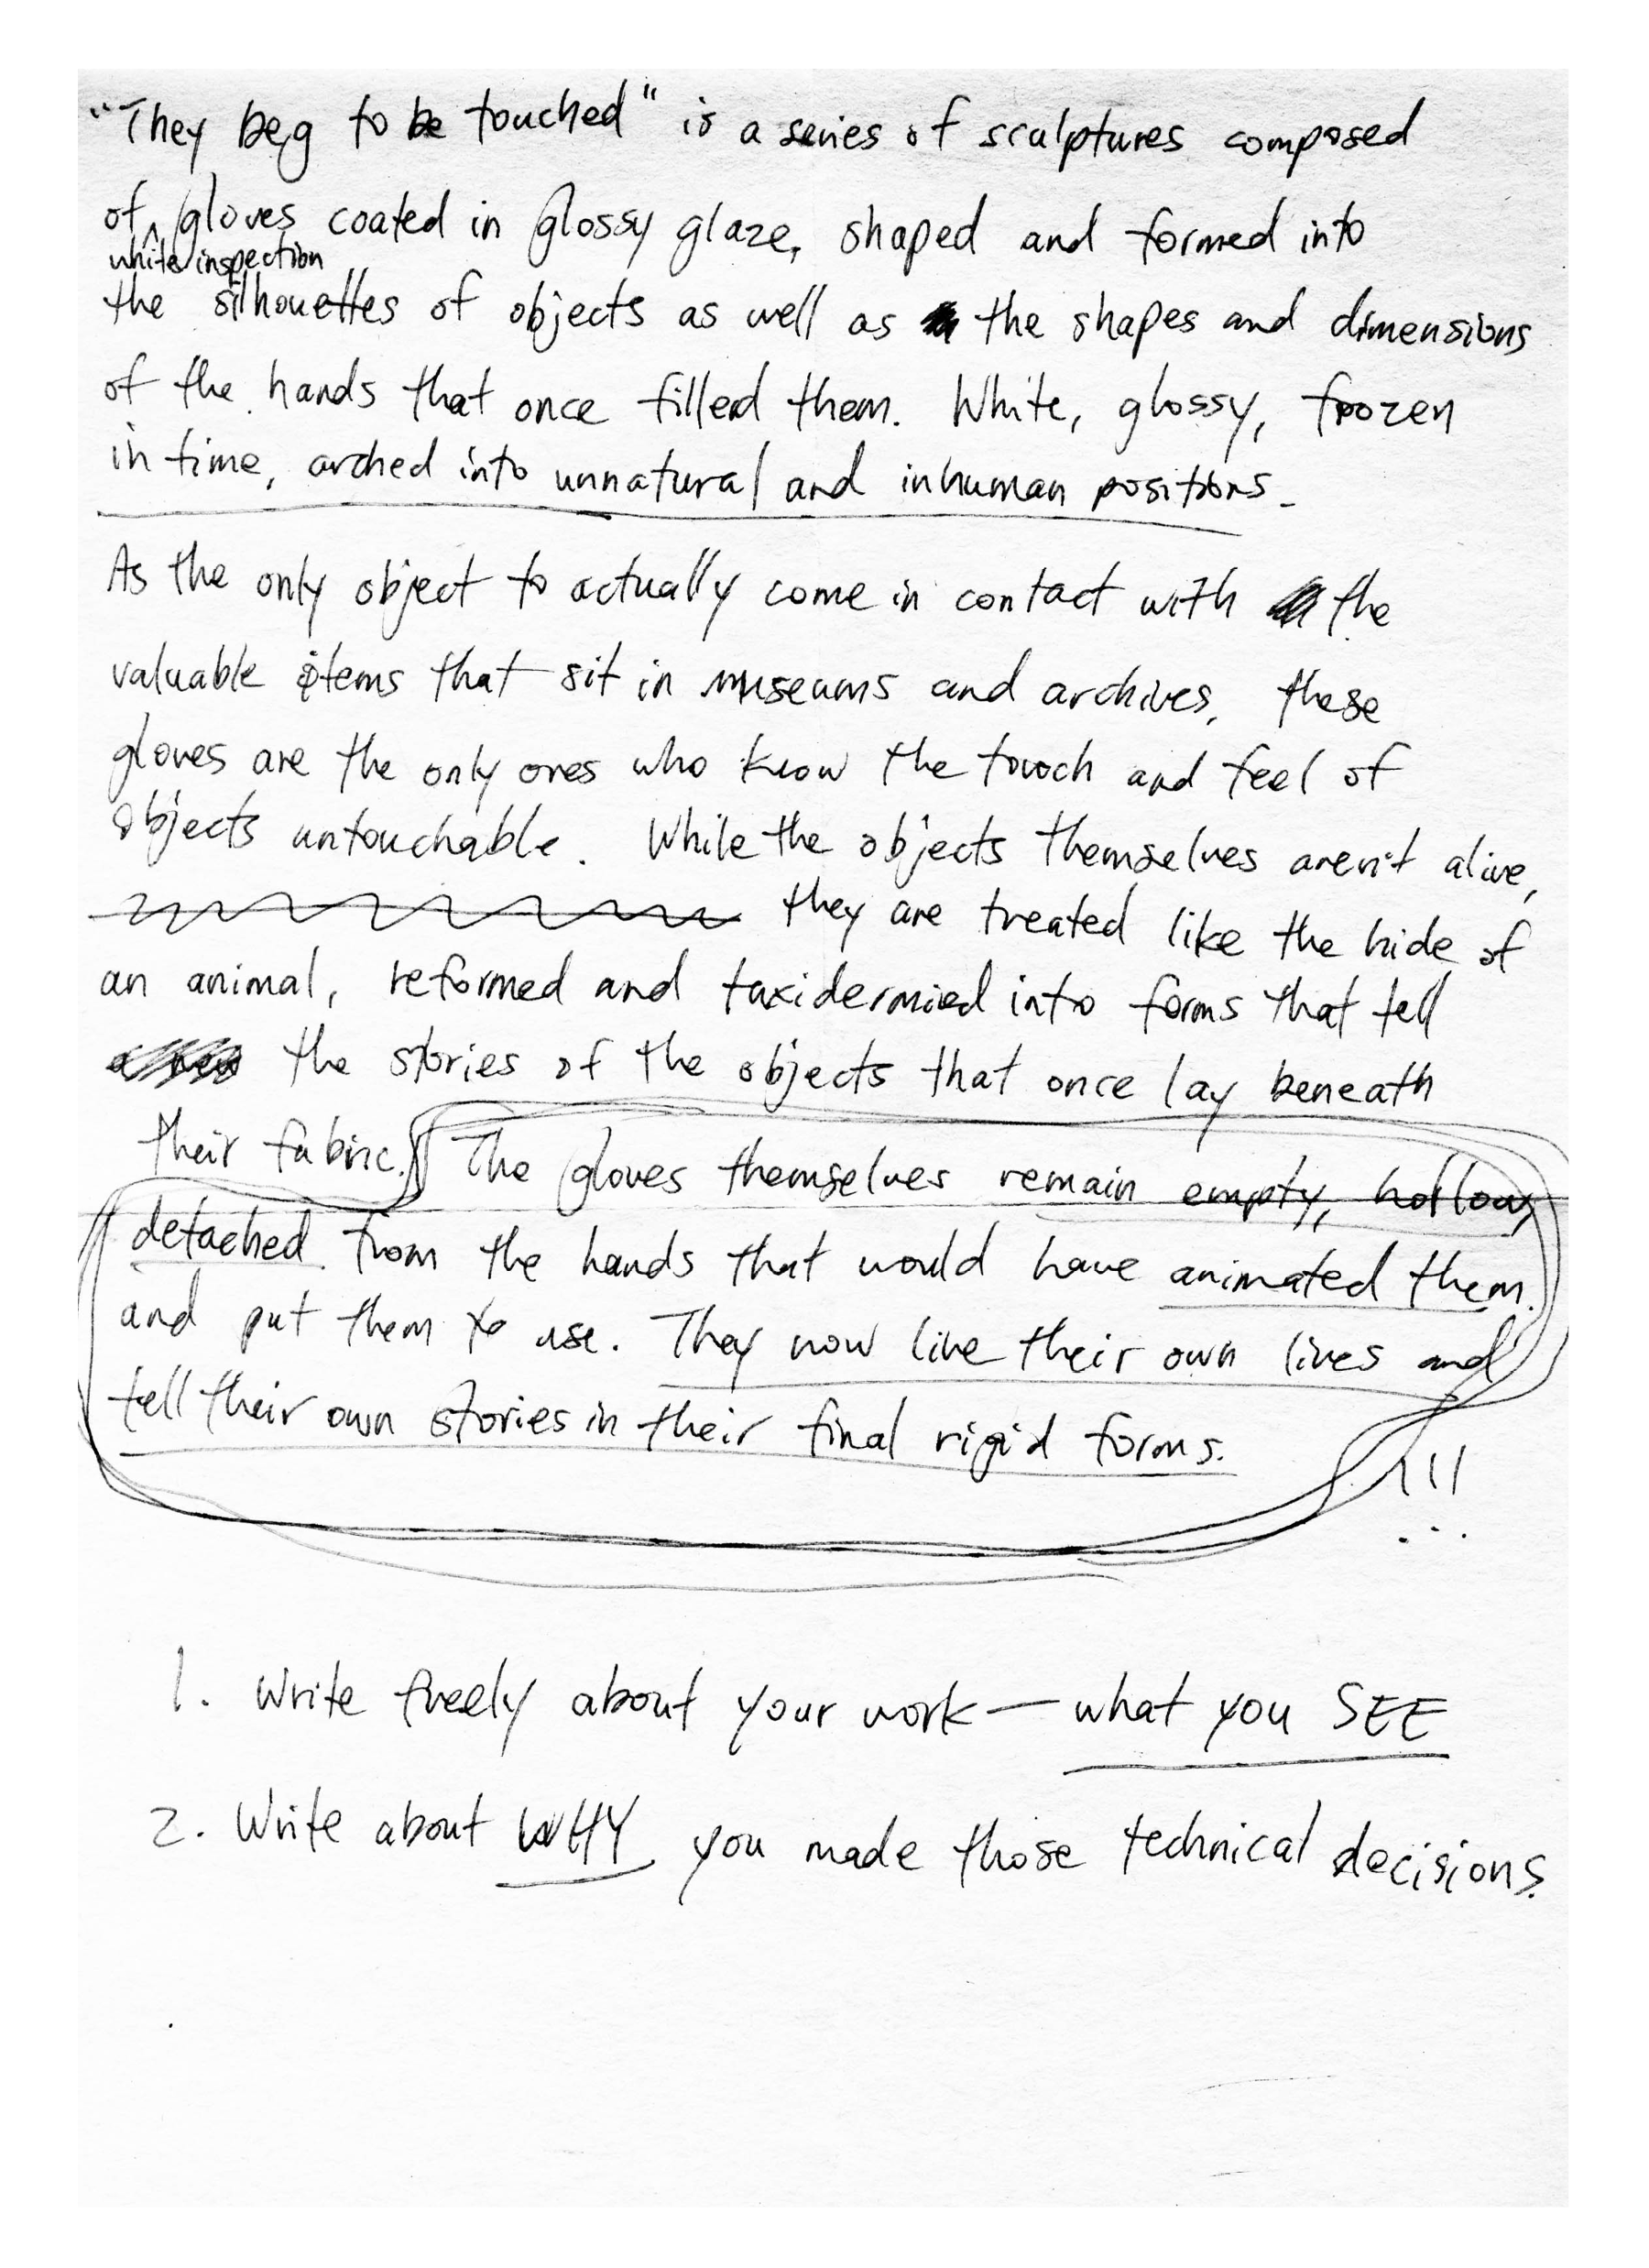 "They beg to be touched" is a series of sculptures composed
of white inspection gloves coated in glossy glaze, shaped and formed into
the silhouettes of objects as well as the shapes and dimensions
of the hands that once filled them. White, glossy, frozen
in time, arched into unnatural and inhuman positions.
As the only object to actually come in contact with the
valuable items that sit in museums and archives, these
gloves are the only ones who know the touch and feel of
objects untouchable. While the objects themselves aren't alive,
they are treated like the hide of
an animal, reformed and taxidermied into forms that tell
the stories of the objects that once lay beneath
their fabric. The gloves themselves remain empty, hollow,
detached from the hands that would have animated them
and put them to use. They now live their own lives and
tell their own stories in their final rigid forms.
!!!
1. Write freely about your work — what you SEE
2. Write about WHY you made those technical decisions.